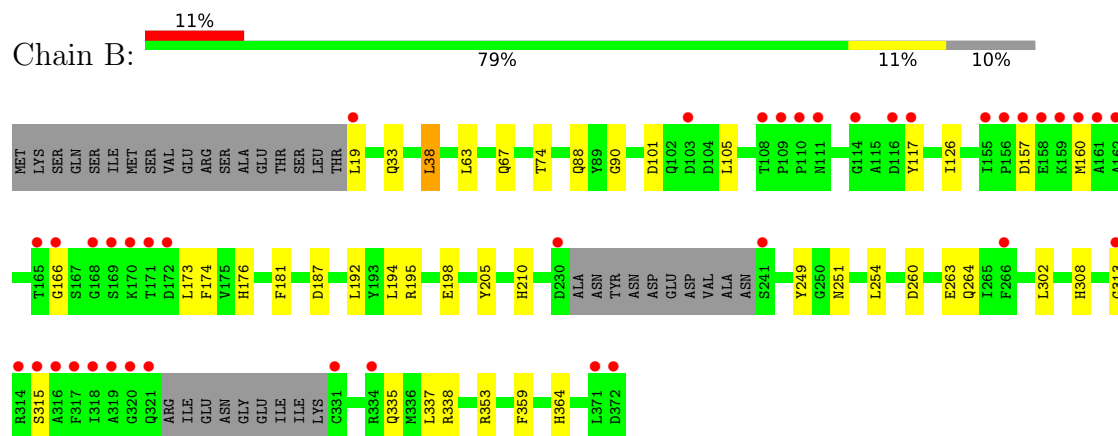 11%
Chain B:
79% 11% 10%
MET LYS SER GLN SER ILE MET SER VAL GLU ARG SER ALA GLU THR SER LEU THR L19 Q33 L38 L63 Q67 T74 Q88 Y89 G90 D101 Q102 D103 D104 L105 T108 P109 P110 N111 G114 A115 D116 Y117 I126 I155 P156 D157 E158 K159 M160 A161 A162
T165 G166 S167 G168 S169 K170 T171 D172 L173 F174 V175 H176 F181 D187 L192 Y193 L194 R195 E198 Y205 H210 D230 ALA ASN TYR ASN ASP GLU ASP VAL ALA ASN S241 Y249 G250 N251 L254 D260 E263 Q264 I265 F266 L302 H308 C313
R314 S315 A316 F317 I318 A319 G320 Q321 ARG ILE GLU ASN GLY GLU ILE ILE LYS C331 R334 Q335 M336 L337 R338 R353 F359 H364 L371 D372